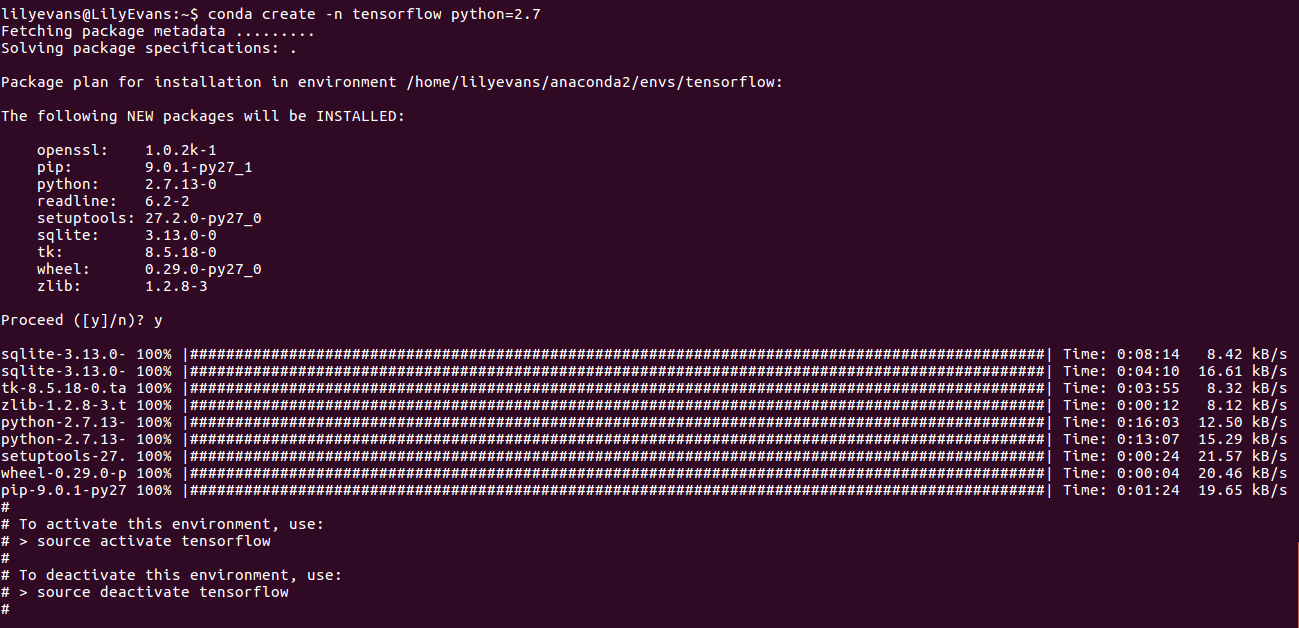 lilyevans@LilyEvans:~$ conda create -n tensorflow python=2.7
Fetching package metadata .........
Solving package specifications: .
Package plan for installation in environment /home/lilyevans/anaconda2/envs/tensorflow:
The following NEW packages will be INSTALLED:
    openssl:    1.0.2k-1
    pip:        9.0.1-py27_1
    python:     2.7.13-0
    readline:   6.2-2
    setuptools: 27.2.0-py27_0
    sqlite:     3.13.0-0
    tk:         8.5.18-0
    wheel:      0.29.0-py27_0
    zlib:       1.2.8-3
Proceed ([y]/n)? y
sqlite-3.13.0- 100% |###############################################################################################| Time: 0:08:14   8.42 kB/s
sqlite-3.13.0- 100% |###############################################################################################| Time: 0:04:10  16.61 kB/s
tk-8.5.18-0.ta 100% |###############################################################################################| Time: 0:03:55   8.32 kB/s
zlib-1.2.8-3.t 100% |###############################################################################################| Time: 0:00:12   8.12 kB/s
python-2.7.13- 100% |###############################################################################################| Time: 0:16:03  12.50 kB/s
python-2.7.13- 100% |###############################################################################################| Time: 0:13:07  15.29 kB/s
setuptools-27. 100% |###############################################################################################| Time: 0:00:24  21.57 kB/s
wheel-0.29.0-p 100% |###############################################################################################| Time: 0:00:04  20.46 kB/s
pip-9.0.1-py27 100% |###############################################################################################| Time: 0:01:24  19.65 kB/s
#
# To activate this environment, use:
# > source activate tensorflow
#
# To deactivate this environment, use:
# > source deactivate tensorflow
#